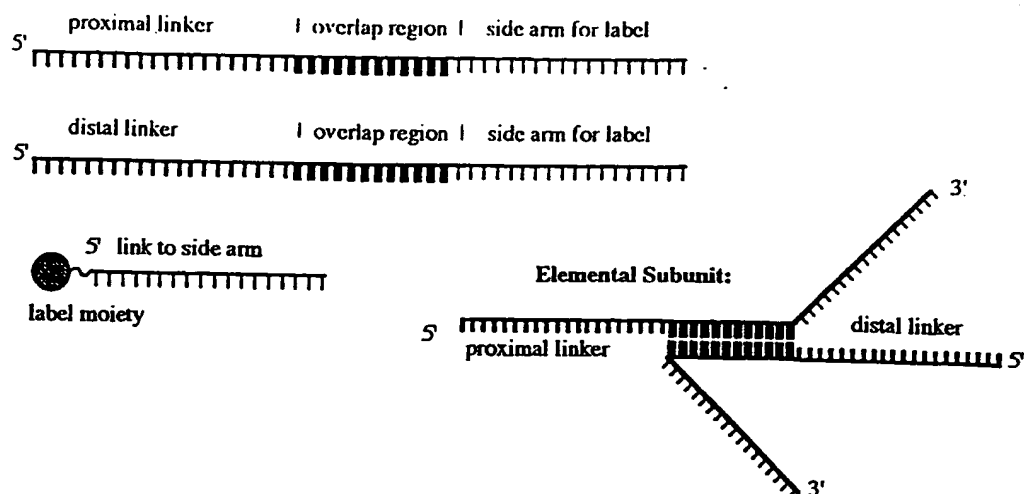 proximal linker | overlap region | side arm for label
5'
distal linker | overlap region | side arm for label
5'
5' link to side arm
label moiety
Elemental Subunit:
3'
5'
proximal linker
distal linker
5'
3'